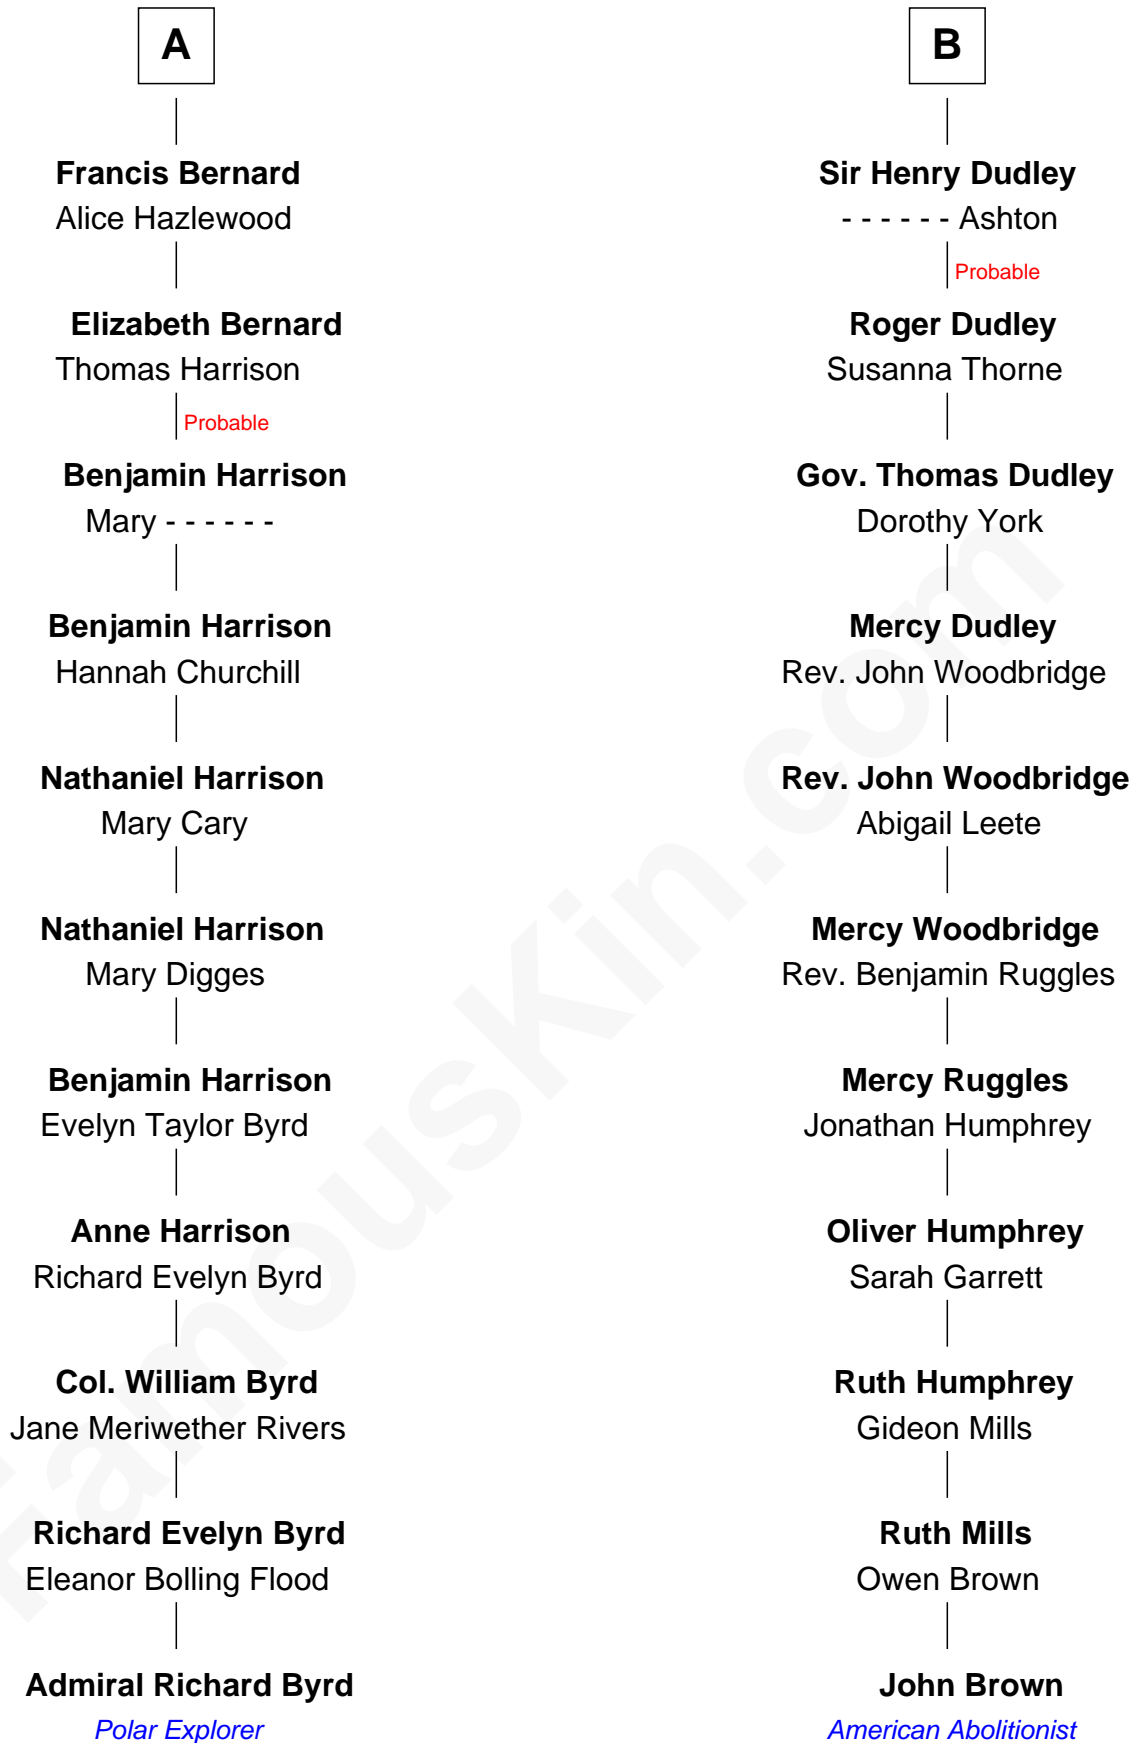 A
Francis Bernard
Alice Hazlewood
Elizabeth Bernard
Thomas Harrison
Probable
Benjamin Harrison
Mary - - - - - -
Benjamin Harrison
Hannah Churchill
Nathaniel Harrison
Mary Cary
Nathaniel Harrison
Mary Digges
Benjamin Harrison
Evelyn Taylor Byrd
Anne Harrison
Richard Evelyn Byrd
Col. William Byrd
Jane Meriwether Rivers
Richard Evelyn Byrd
Eleanor Bolling Flood
Admiral Richard Byrd
Polar Explorer
B
Sir Henry Dudley
- - - - - - Ashton
Probable
Roger Dudley
Susanna Thorne
Gov. Thomas Dudley
Dorothy York
Mercy Dudley
Rev. John Woodbridge
Rev. John Woodbridge
Abigail Leete
Mercy Woodbridge
Rev. Benjamin Ruggles
Mercy Ruggles
Jonathan Humphrey
Oliver Humphrey
Sarah Garrett
Ruth Humphrey
Gideon Mills
Ruth Mills
Owen Brown
John Brown
American Abolitionist
FamousKin.com